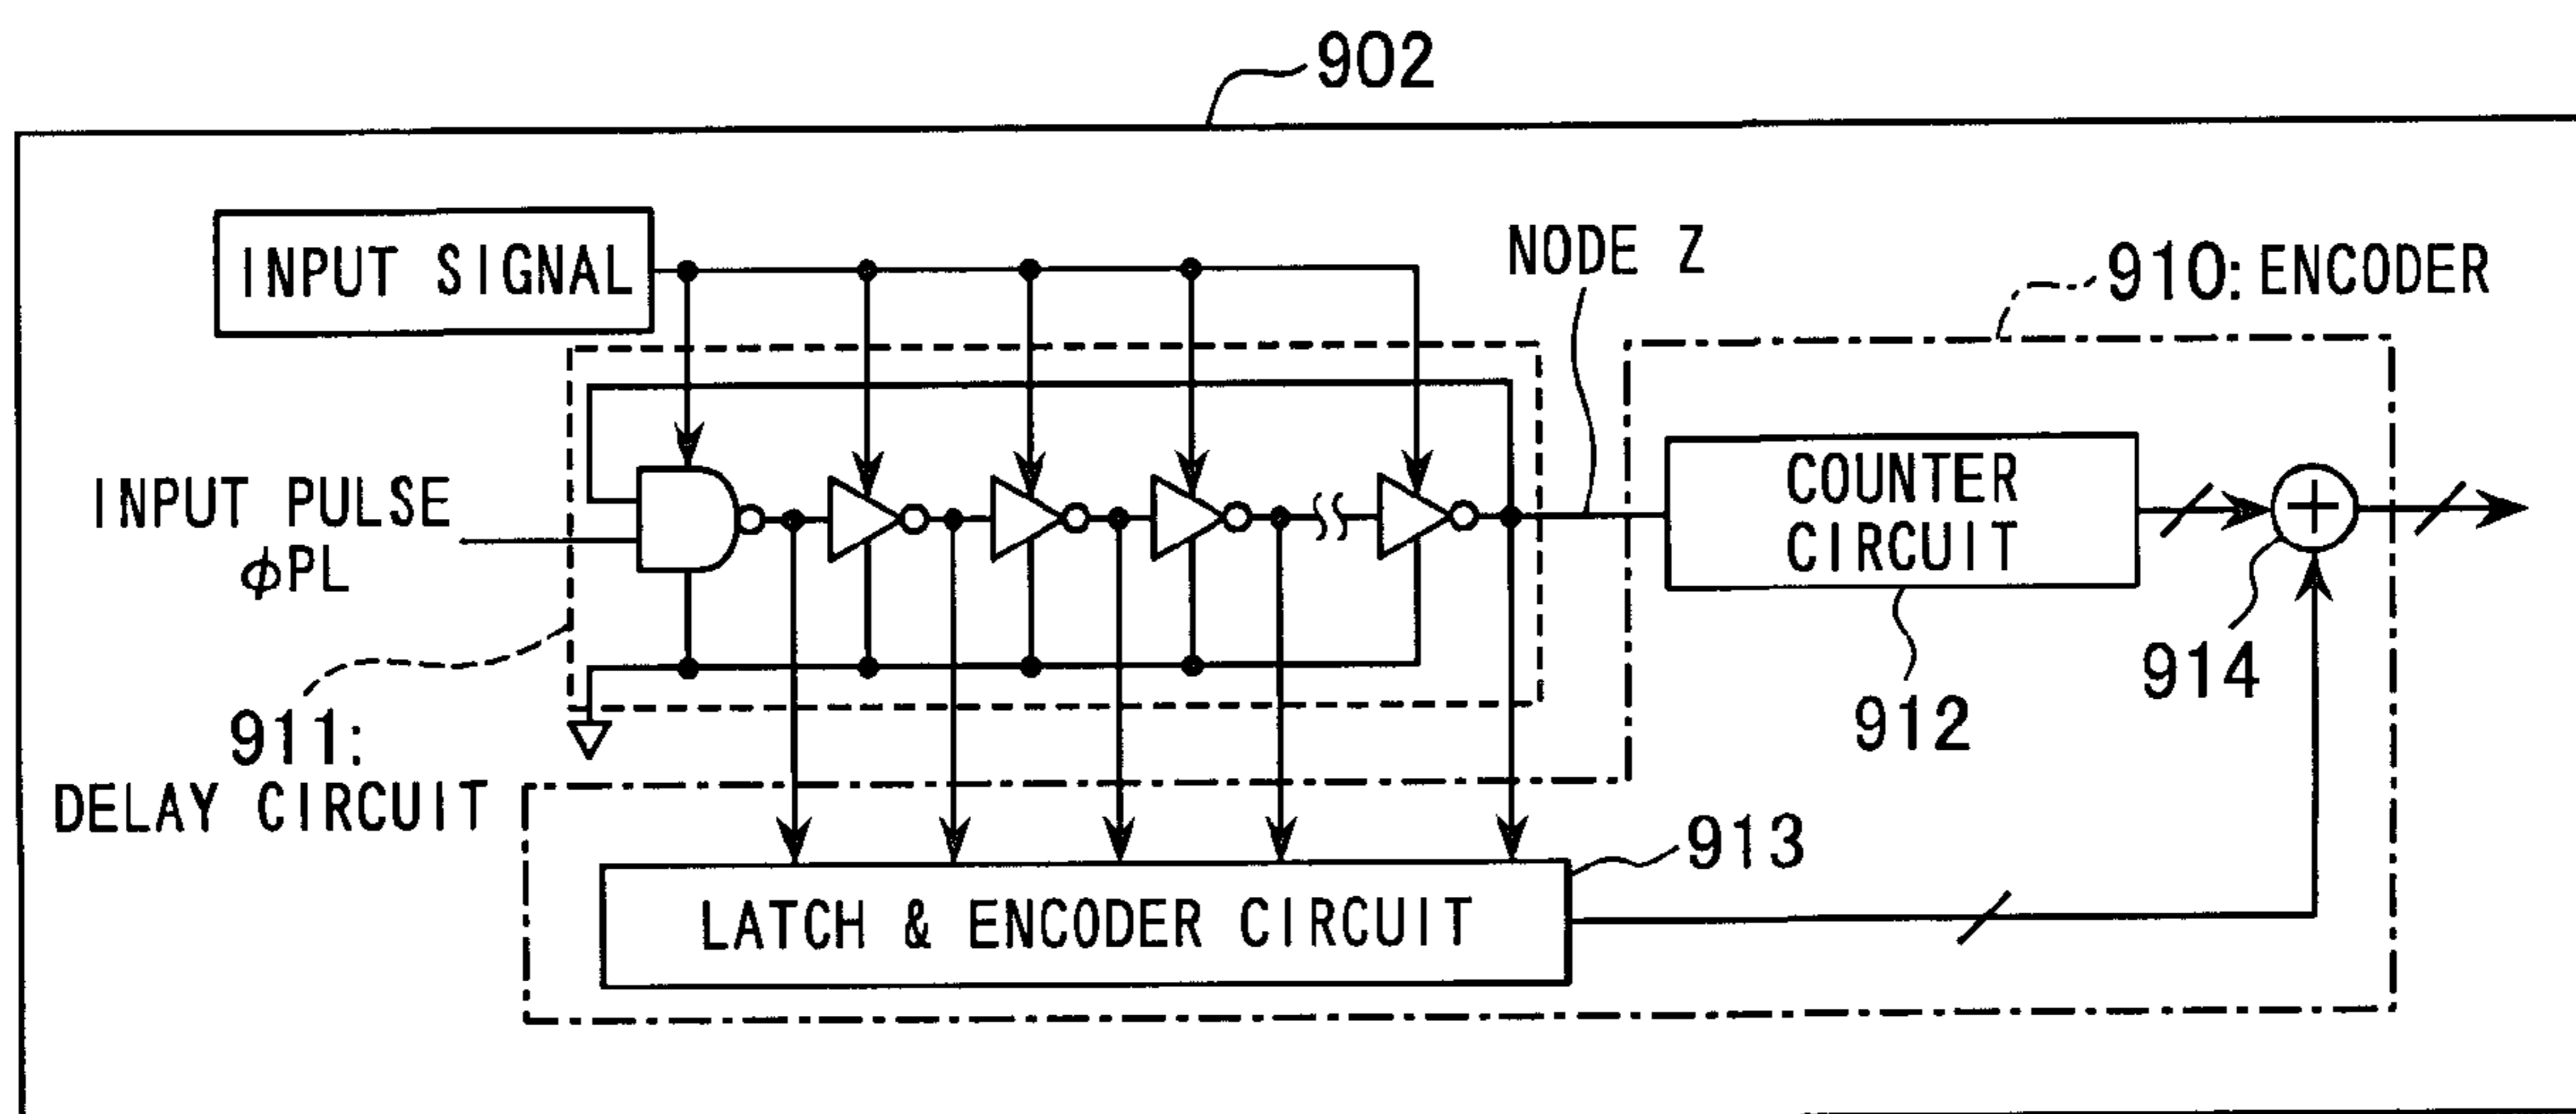 902
INPUT SIGNAL
NODE Z
910: ENCODER
INPUT PULSE
φPL
COUNTER
CIRCUIT
914
912
911:
DELAY CIRCUIT
913
LATCH & ENCODER CIRCUIT